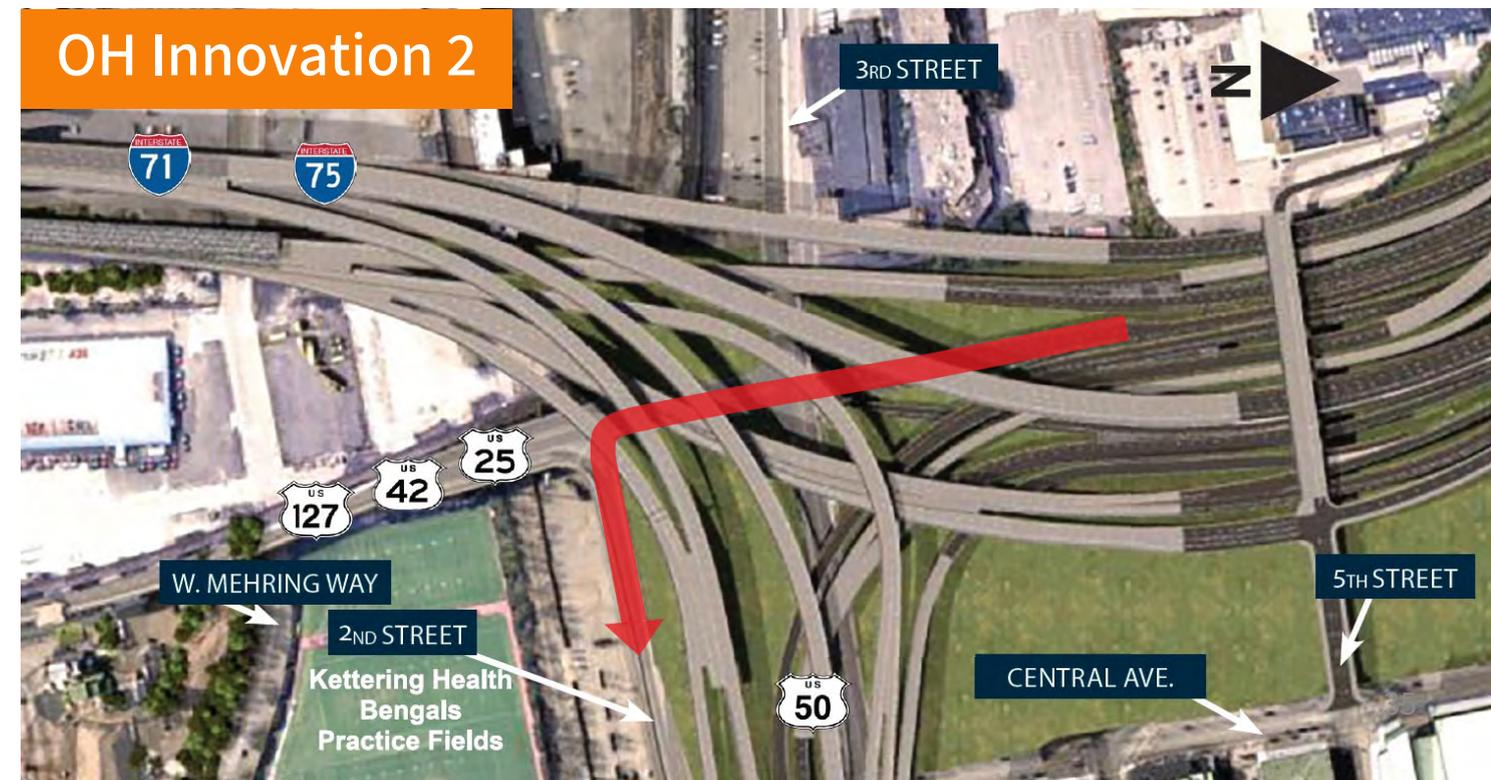 OH Innovation 2
3RD STREET
N
INTERSTATE
71
INTERSTATE
75
US
25
US
42
US
127
W. MEHRING WAY
2ND STREET
Kettering Health
Bengals
Practice Fields
US
50
5TH STREET
CENTRAL AVE.